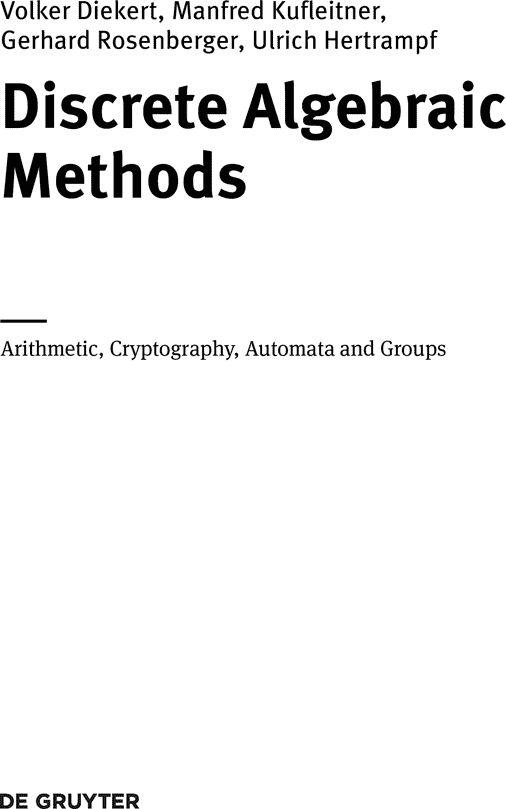 Volker Diekert, Manfred Kufleitner,
Gerhard Rosenberger, Ulrich Hertrampf
Discrete Algebraic
Methods
Arithmetic, Cryptography, Automata and Groups
DE GRUYTER